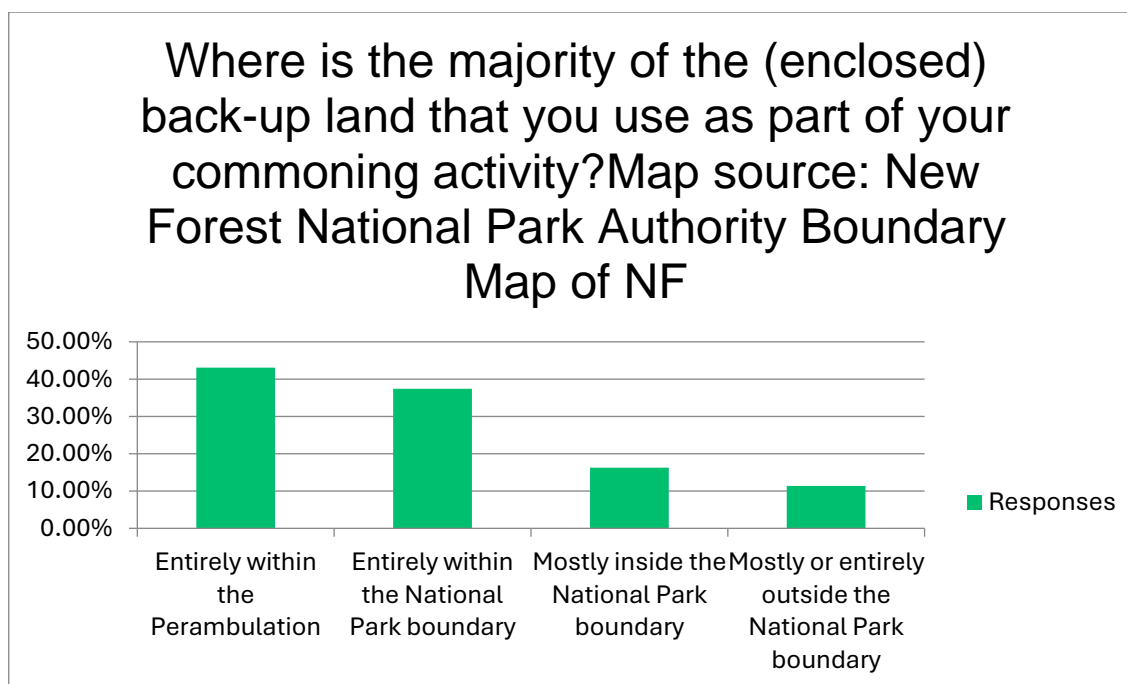 Where is the majority of the (enclosed)
back-up land that you use as part of your
commoning activity?Map source: New
Forest National Park Authority Boundary
Map of NF
50.00%
40.00%
30.00%
20.00%
10.00%
0.00%
Entirely within
the
Perambulation
Entirely within
the National
Park boundary
Mostly inside the
National Park
boundary
Mostly or entirely
outside the
National Park
boundary
Responses